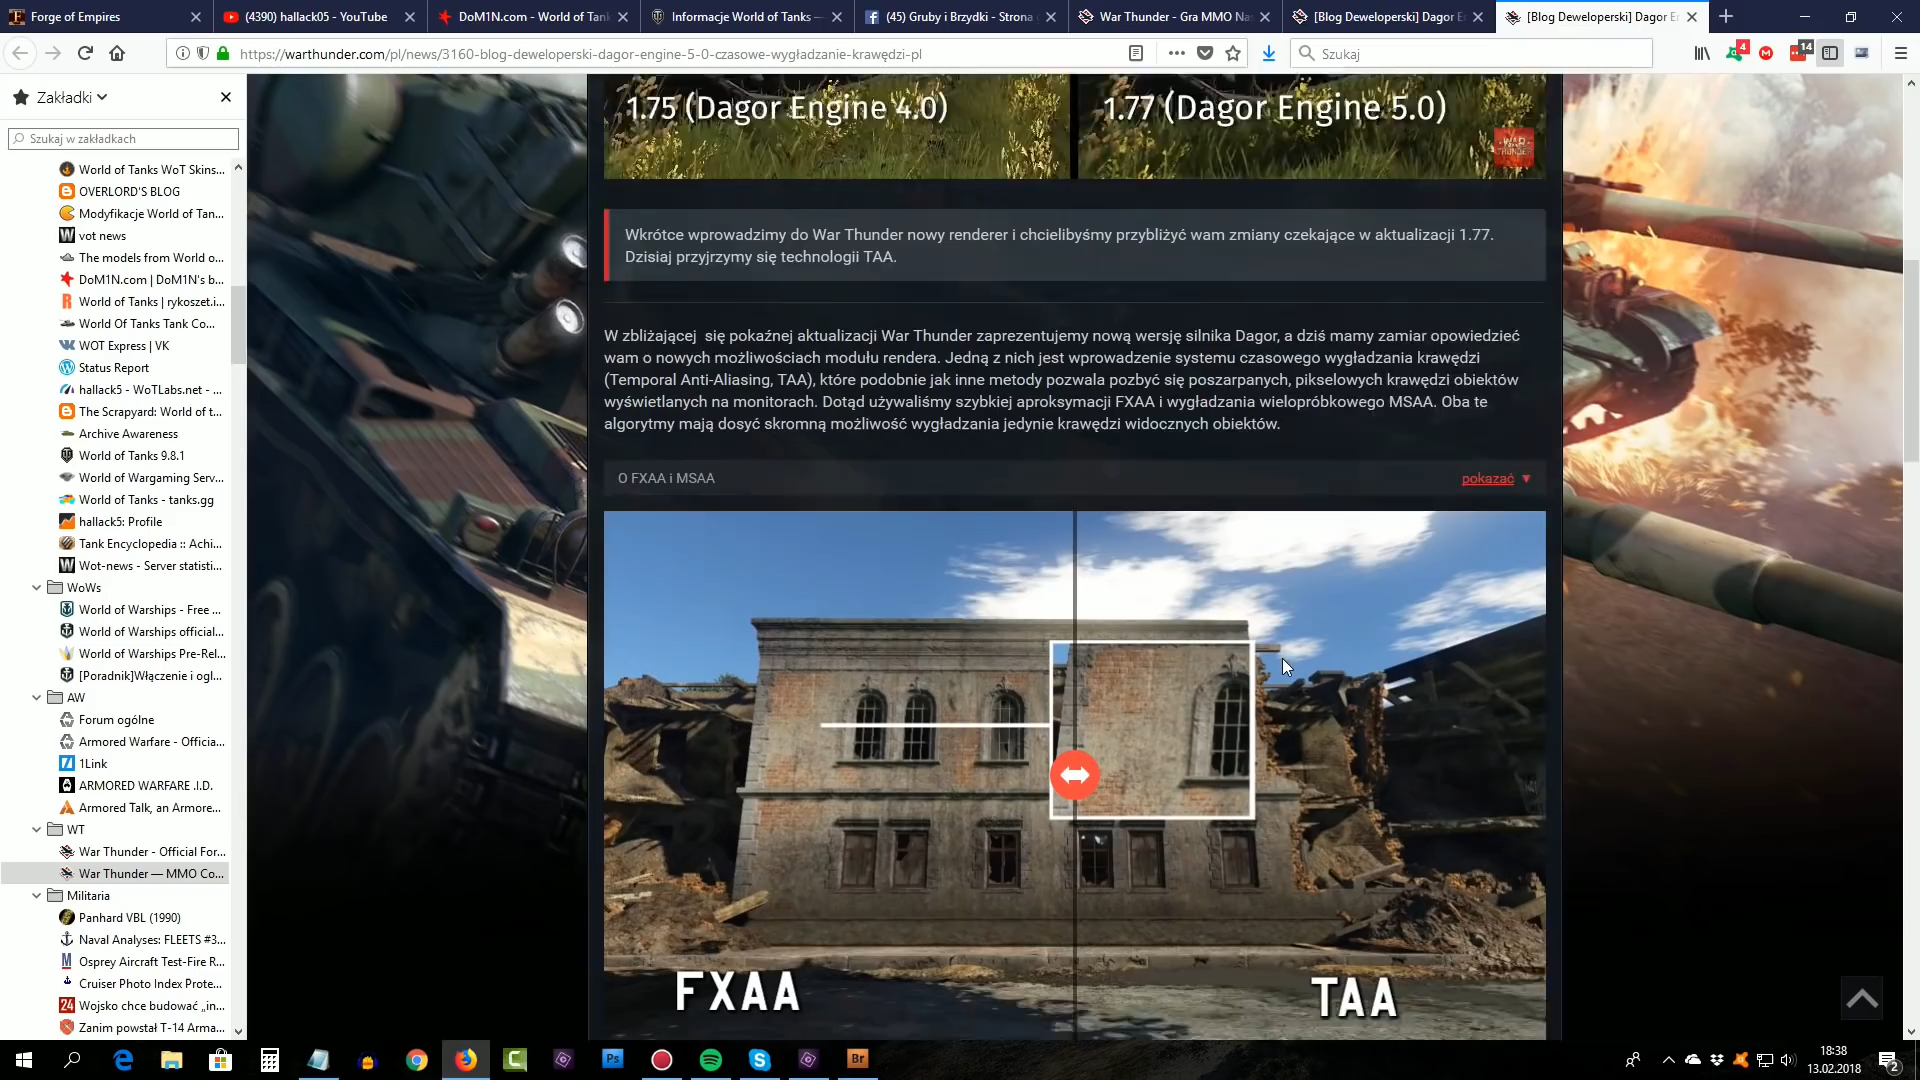 Forge of Empires
(4390) hallack05 - YouTube
DoM1N.com - World of Tan
Informacje World of Tanks —
(45) Gruby i Brzydki - Strona
War Thunder - Gra MMO Na
[Blog Deweloperski] Dagor E
[Blog Deweloperski] Dagor En
https://warthunder.com/pl/news/3160-blog-deweloperski-dagor-engine-5-0-czasowe-wygładzanie-krawędzi-pl
Szukaj
4
14
Zakładki
Szukaj w zakładkach
World of Tanks WoT Skins...
OVERLORD'S BLOG
Modyfikacje World of Tan...
vot news
The models from World o...
DoM1N.com | DoM1N's b...
World of Tanks | rykoszet.i...
World Of Tanks Tank Co...
WOT Express | VK
Status Report
hallack5 - WoTLabs.net - ...
The Scrapyard: World of t...
Archive Awareness
World of Tanks 9.8.1
World of Wargaming Serv...
World of Tanks - tanks.gg
hallack5: Profile
Tank Encyclopedia :: Achi...
Wot-news - Server statisti...
WoWs
World of Warships - Free ...
World of Warships official...
World of Warships Pre-Rel...
[Poradnik]Włączenie i ogl...
AW
Forum ogólne
Armored Warfare - Officia...
1Link
ARMORED WARFARE .I.D.
Armored Talk, an Armore...
WT
War Thunder - Official For...
War Thunder — MMO Co...
Militaria
Panhard VBL (1990)
Naval Analyses: FLEETS #3...
Osprey Aircraft Test-Fire R...
Cruiser Photo Index Prote...
24
Wojsko chce budować „in...
Zanim powstał T-14 Arma...
1.75 (Dagor Engine 4.0)
1.77 (Dagor Engine 5.0)
WAR THUNDER
Wkrótce wprowadzimy do War Thunder nowy renderer i chcielibyśmy przybliżyć wam zmiany czekające w aktualizacji 1.77.
Dzisiaj przyjrzymy się technologii TAA.
W zbliżającej  się pokaźnej aktualizacji War Thunder zaprezentujemy nową wersję silnika Dagor, a dziś mamy zamiar opowiedzieć
wam o nowych możliwościach modułu rendera. Jedną z nich jest wprowadzenie systemu czasowego wygładzania krawędzi
(Temporal Anti-Aliasing, TAA), które podobnie jak inne metody pozwala pozbyć się poszarpanych, pikselowych krawędzi obiektów
wyświetlanych na monitorach. Dotąd używaliśmy szybkiej aproksymacji FXAA i wygładzania wielopróbkowego MSAA. Oba te
algorytmy mają dosyć skromną możliwość wygładzania jedynie krawędzi widocznych obiektów.
O FXAA i MSAA
pokazać
FXAA
TAA
Ps
Br
18:38
13.02.2018
2